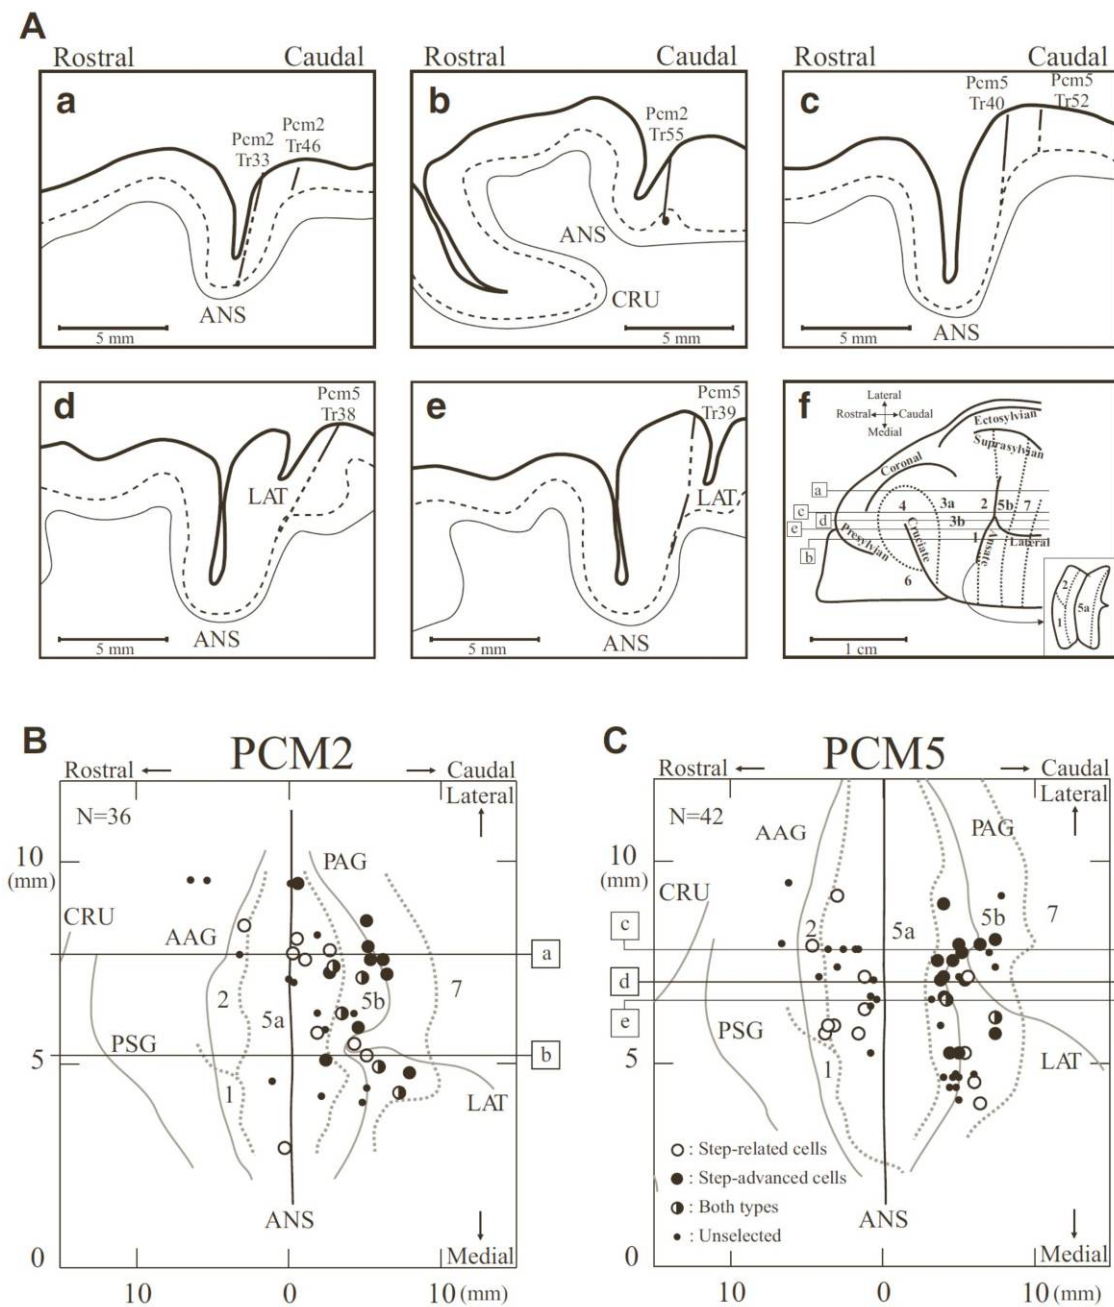 A
Rostral Caudal
a
Pcm2
Tr33
Pcm2
Tr46
ANS
5 mm
Rostral Caudal
b
Pcm2
Tr55
ANS
CRU
5 mm
Rostral Caudal
c
Pcm5
Tr40
Pcm5
Tr52
ANS
5 mm
d
Pcm5
Tr38
LAT
ANS
5 mm
e
Pcm5
Tr39
LAT
ANS
5 mm
f
Lateral
Rostral Caudal
Medial
Ectosylvian
Suprasylvian
Coronal
a
c
d
e
b
4
3a
2
5b
7
3b
1
Presylvian
Cruciate
Ansate
Lateral
6
2
5a
1
1 cm
B
PCM2
Rostral Caudal
Lateral
N=36
10
(mm)
PAG
CRU
AAG
a
2
5a
5b
7
PSG
b
5
1
LAT
ANS
0
Medial
10 0 10 (mm)
C
PCM5
Rostral Caudal
Lateral
N=42
AAG
PAG
10
(mm)
CRU
c
2
5a
5b
7
d
e
PSG
5
1
LAT
: Step-related cells
: Step-advanced cells
: Both types
: Unselected
ANS
0
Medial
10 0 10 (mm)